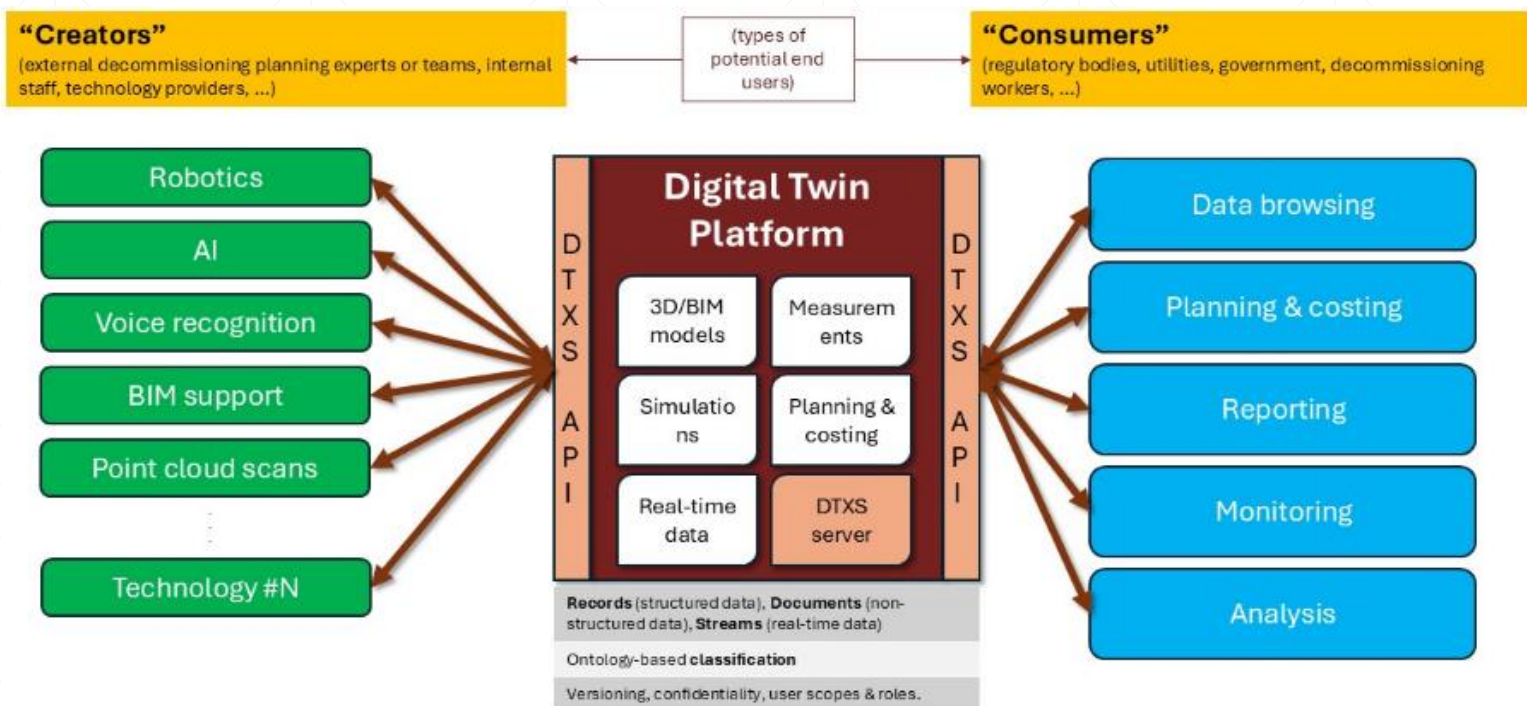 “Creators”
(external decommissioning planning experts or teams, internal
staff, technology providers, ...)
(types of
potential end
users)
“Consumers”
(regulatory bodies, utilities, government, decommissioning
workers, ...)
Robotics
AI
Voice recognition
BIM support
Point cloud scans
Technology #N
DTXS API
Digital Twin
Platform
3D/BIM
models
Measurem
ents
Simulatio
ns
Planning &
costing
Real-time
data
DTXS
server
DTXS API
Records (structured data), Documents (non-
structured data), Streams (real-time data)
Ontology-based classification
Versioning, confidentiality, user scopes & roles.
Data browsing
Planning & costing
Reporting
Monitoring
Analysis